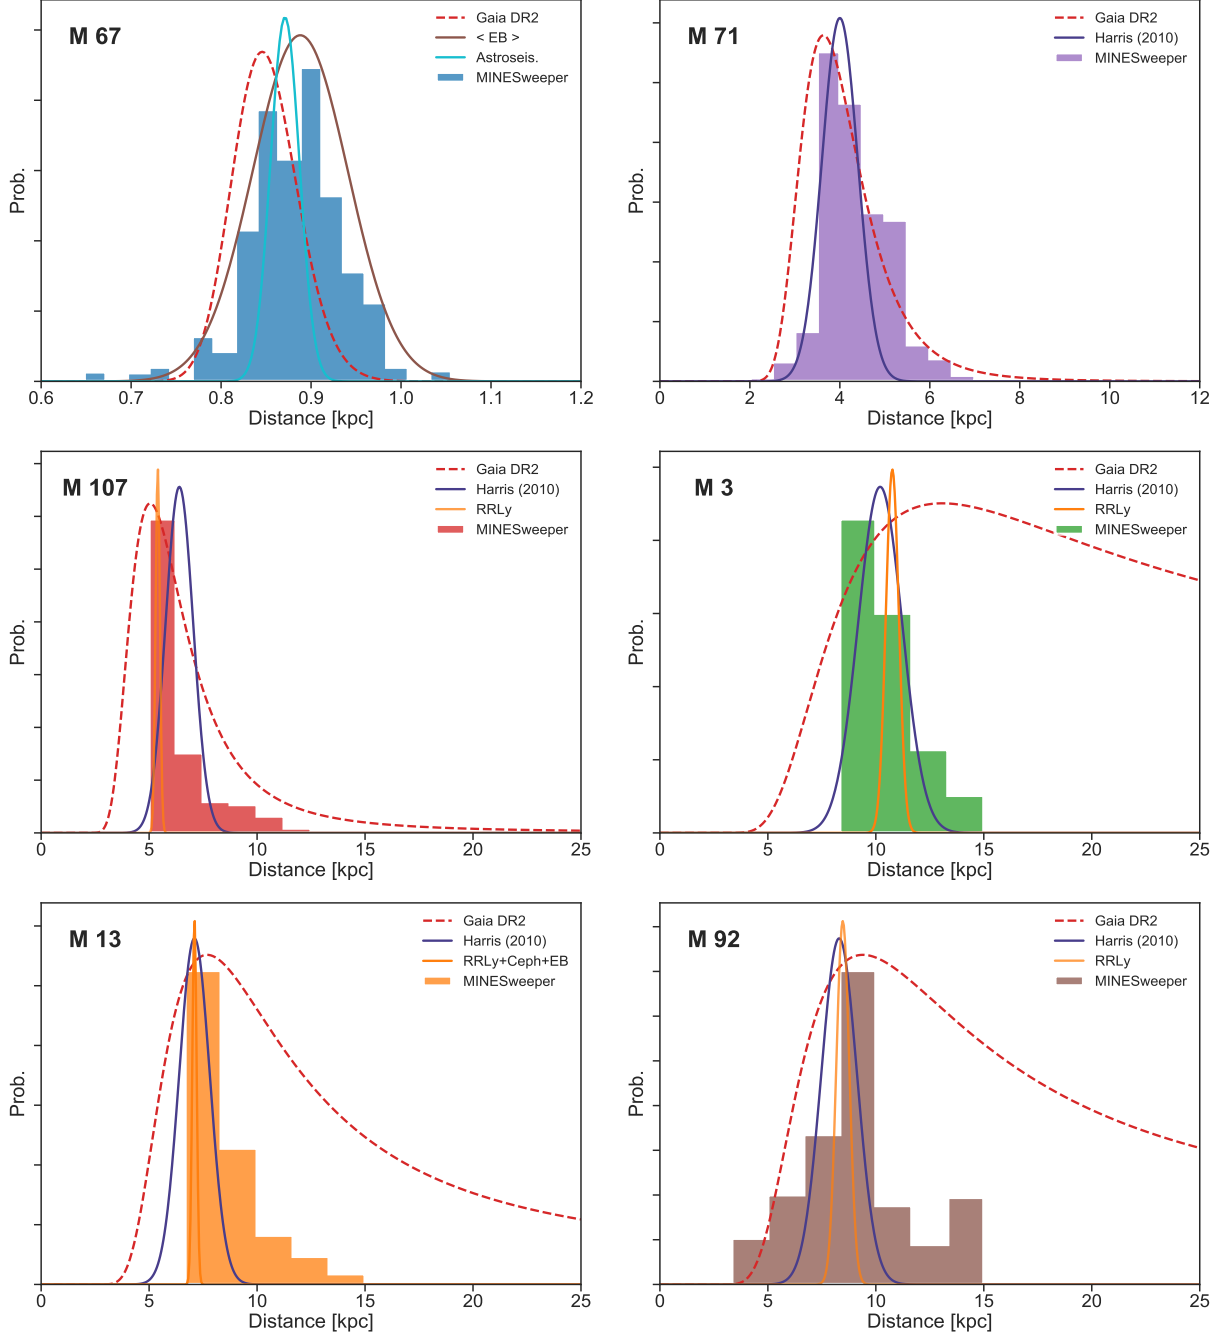 M 67
Gaia DR2
< EB >
Astroseis.
MINESweeper
Prob.
0.6 0.7 0.8 0.9 1.0 1.1 1.2
Distance [kpc]
M 71
Gaia DR2
Harris (2010)
MINESweeper
Prob.
0 2 4 6 8 10 12
Distance [kpc]
M 107
Gaia DR2
Harris (2010)
RRLy
MINESweeper
Prob.
0 5 10 15 20 25
Distance [kpc]
M 3
Gaia DR2
Harris (2010)
RRLy
MINESweeper
Prob.
0 5 10 15 20 25
Distance [kpc]
M 13
Gaia DR2
Harris (2010)
RRLy+Ceph+EB
MINESweeper
Prob.
0 5 10 15 20 25
Distance [kpc]
M 92
Gaia DR2
Harris (2010)
RRLy
MINESweeper
Prob.
0 5 10 15 20 25
Distance [kpc]